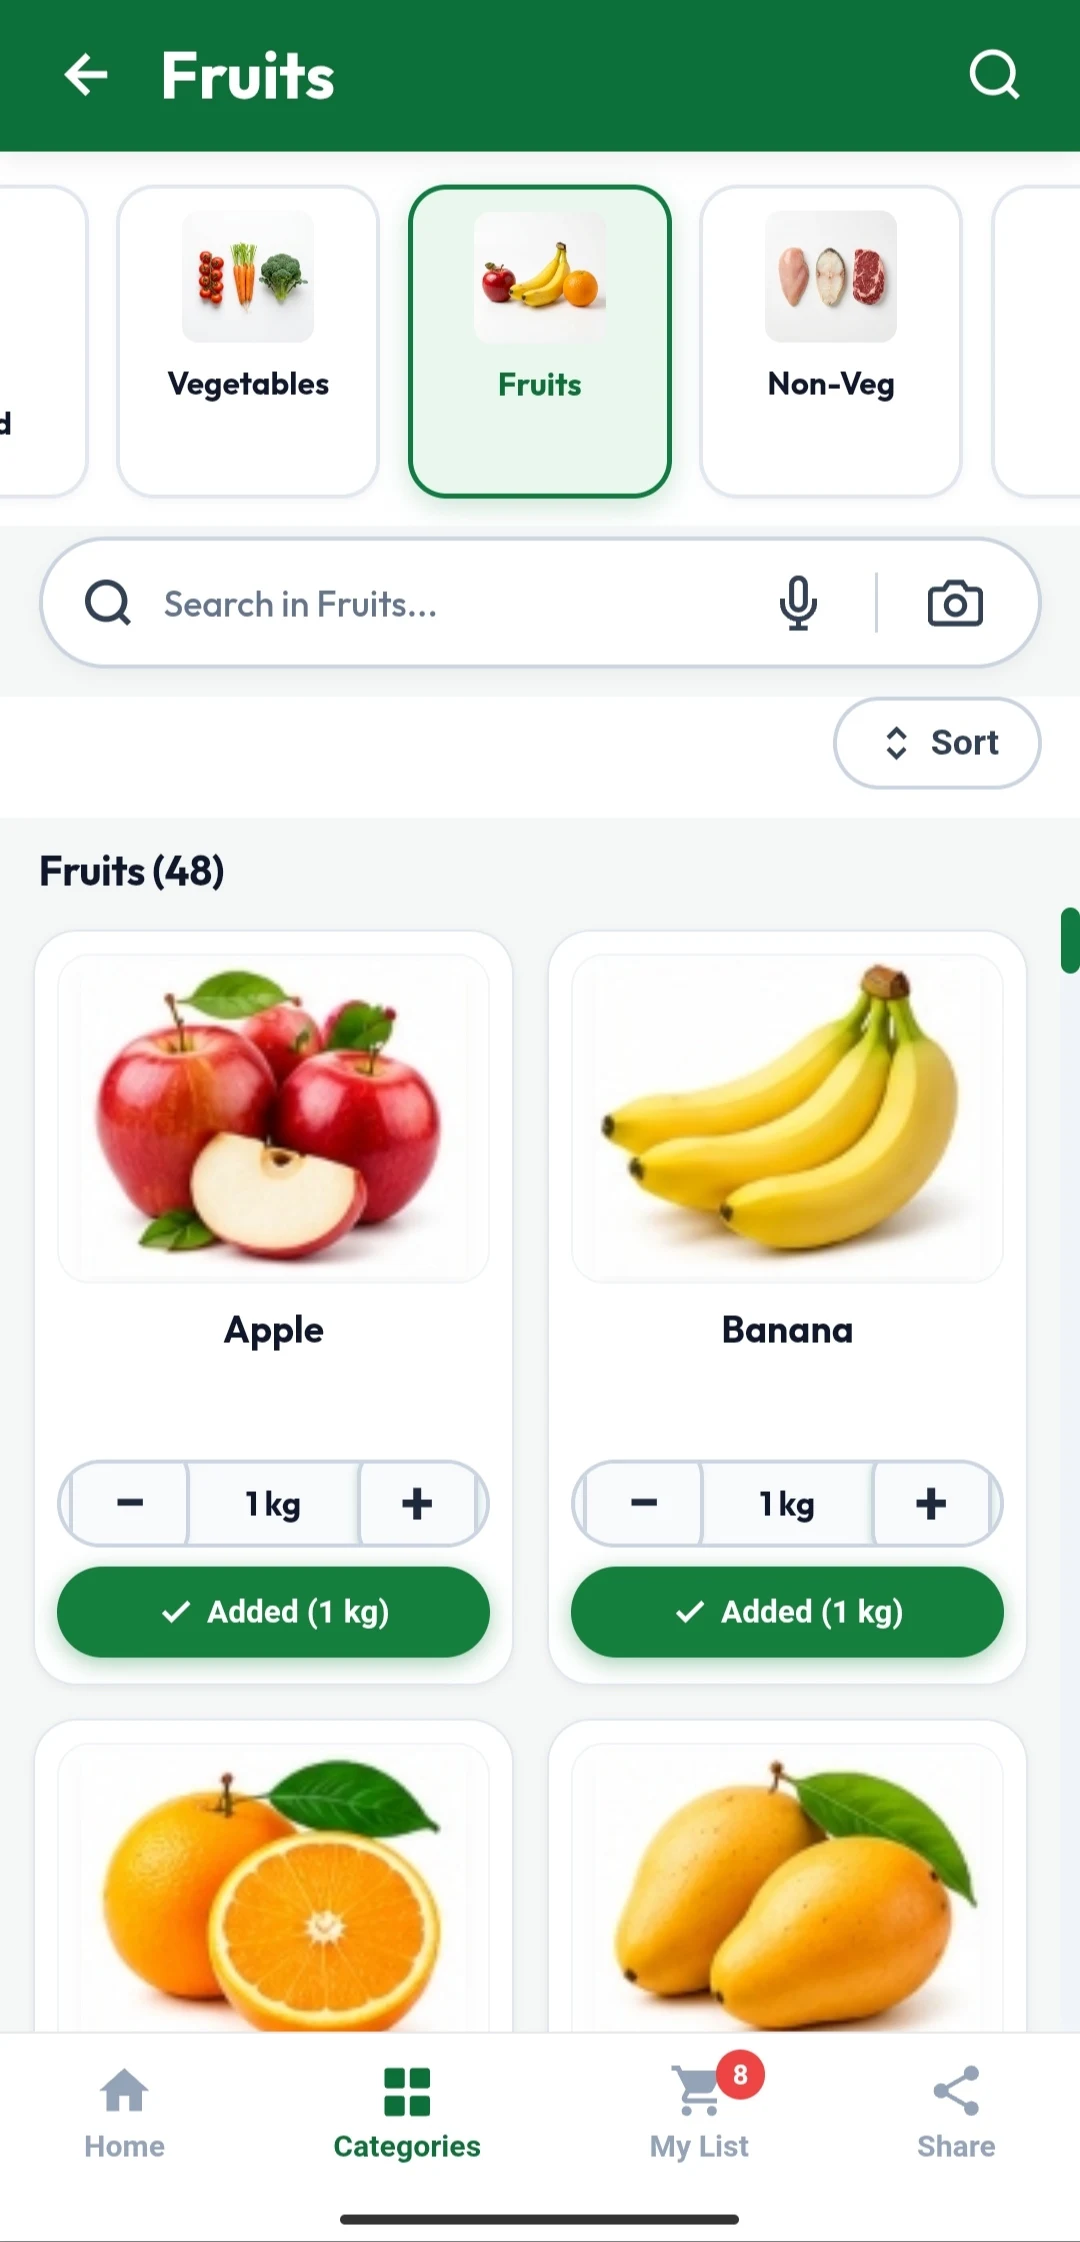 Fruits
d
Vegetables
Fruits
Non-Veg
Search in Fruits...
Sort
Fruits (48)
Apple
Banana
1 kg
1 kg
Added (1 kg)
Added (1 kg)
8
Home
Categories
My List
Share